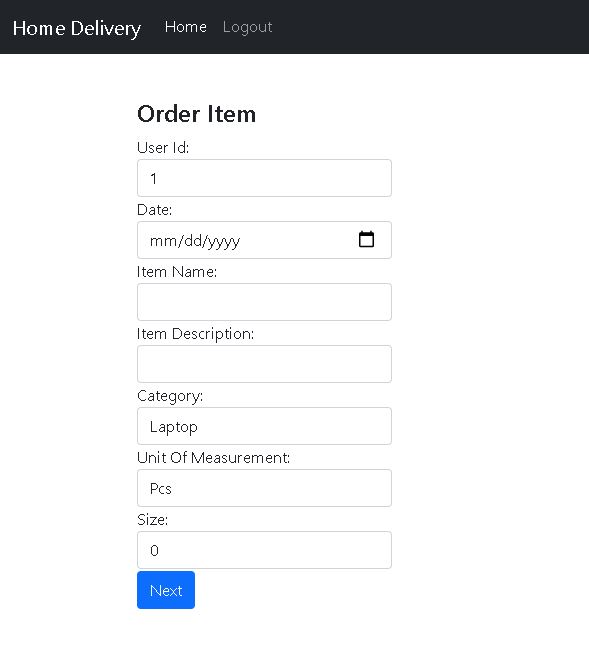 Home Delivery Home Logout
Order Item
User Id:
1
Date:
mm/dd/yyyy
Item Name:
Item Description:
Category:
Laptop
Unit Of Measurement:
Pcs
Size:
0
Next